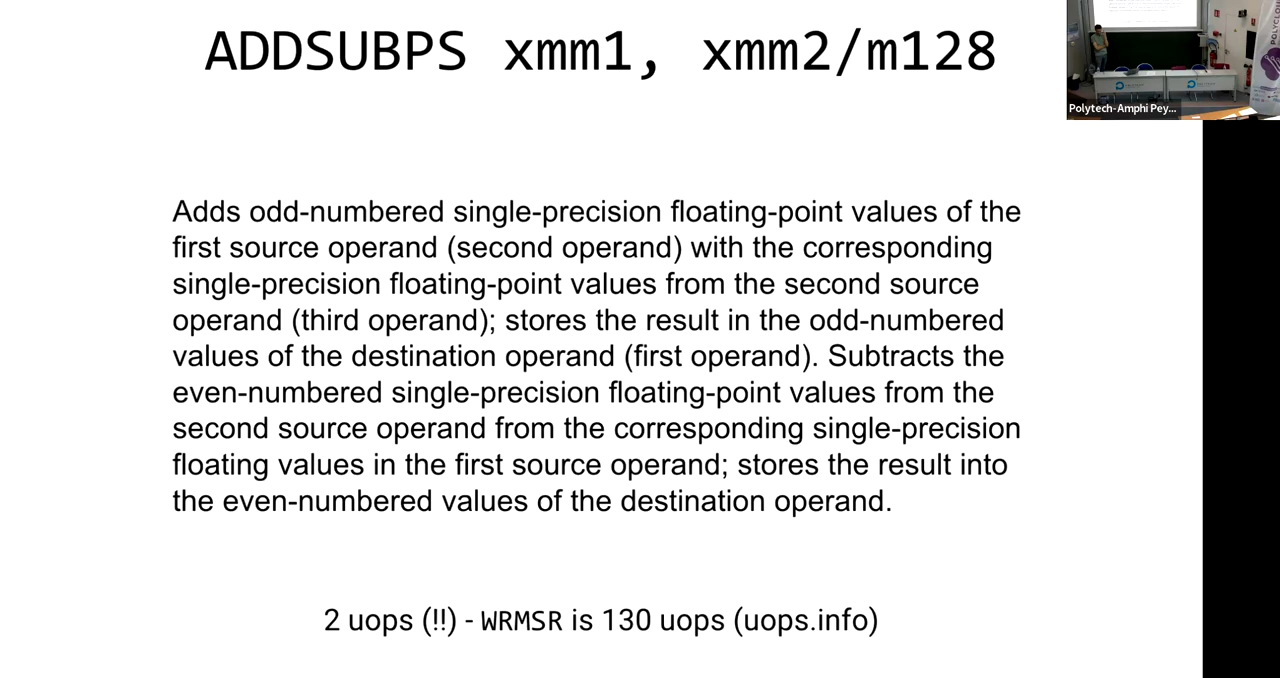 ADDSUBPS xmm1, xmm2/m128
Polytech-Amphi Pey...
Adds odd-numbered single-precision floating-point values of the
first source operand (second operand) with the corresponding
single-precision floating-point values from the second source
operand (third operand); stores the result in the odd-numbered
values of the destination operand (first operand). Subtracts the
even-numbered single-precision floating-point values from the
second source operand from the corresponding single-precision
floating values in the first source operand; stores the result into
the even-numbered values of the destination operand.
2 uops (!!) - WRMSR is 130 uops (uops.info)